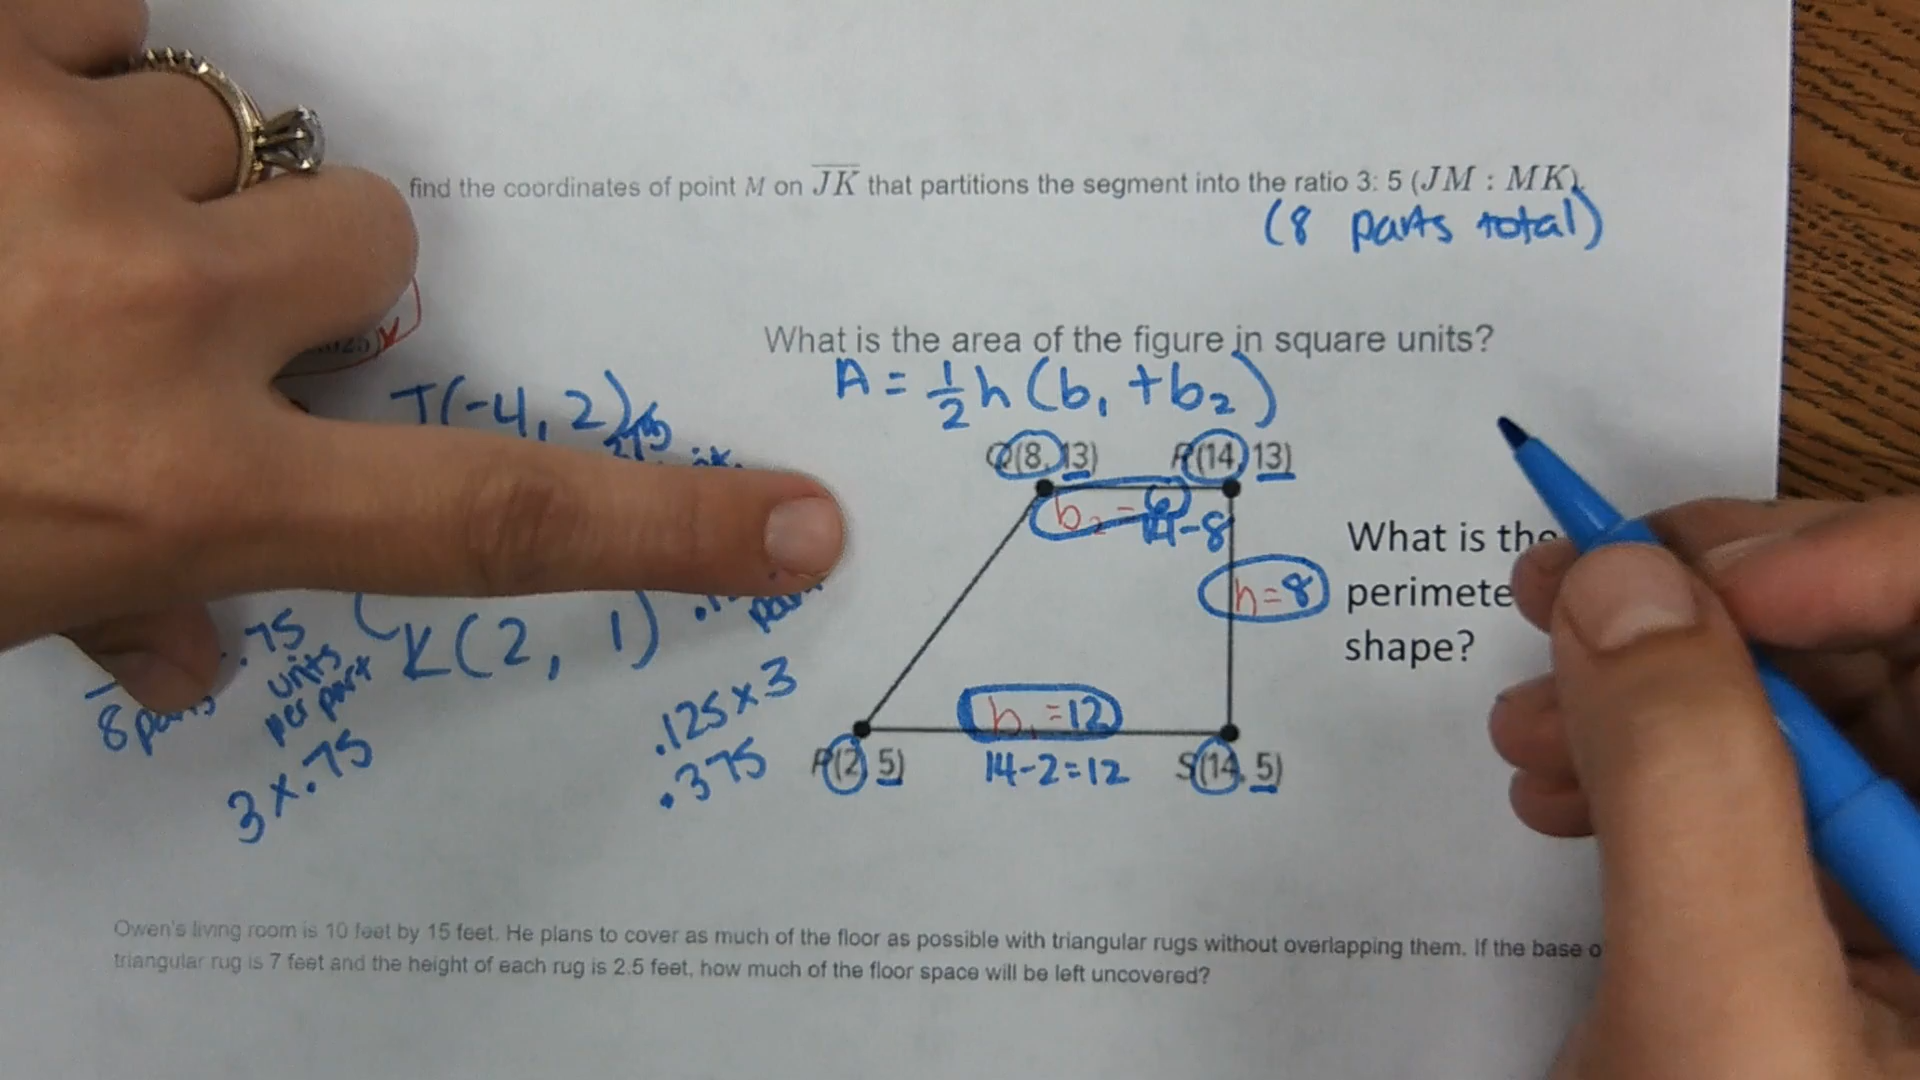 find the coordinates of point M on JK that partitions the segment into the ratio 3: 5 (JM : MK).
(8 parts total)
What is the area of the figure in square units?
A = 1/2 h (b1 + b2)
J(-4, 2)
Q(8, 13) R(14, 13)
b2 = 6
14-8
What is the
h=8
perimete
shape?
K(2, 1)
.75
units
per part
8 parts
3 x .75
.125 x 3
.375
b1 = 12
P(2, 5) 14-2=12 S(14, 5)
Owen's living room is 10 feet by 15 feet. He plans to cover as much of the floor as possible with triangular rugs without overlapping them. If the base o
triangular rug is 7 feet and the height of each rug is 2.5 feet, how much of the floor space will be left uncovered?